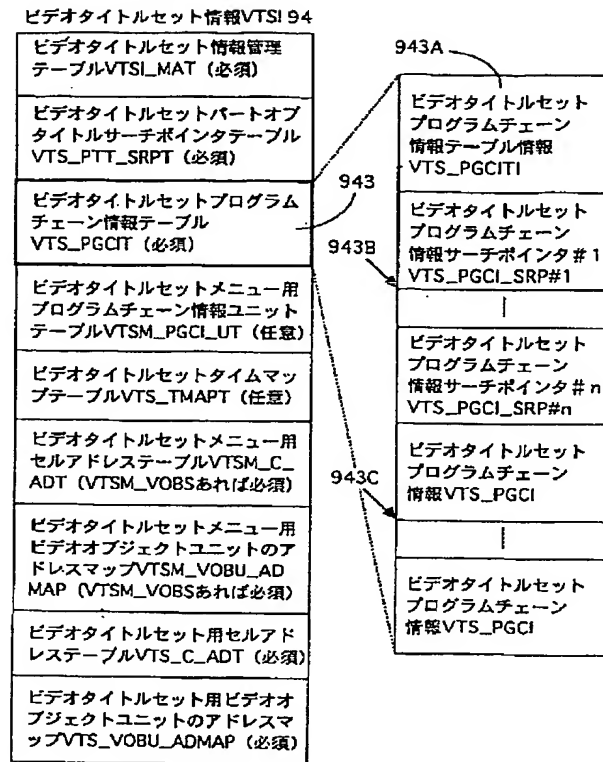 ビデオタイトルセット情報VTSI 94
ビデオタイトルセット情報管理
テーブルVTSI_MAT（必須）
ビデオタイトルセットパートオブ
タイトルサーチポインタテーブル
VTS_PTT_SRPT（必須）
ビデオタイトルセットプログラム
チェーン情報テーブル
VTS_PGCIT（必須）
ビデオタイトルセットメニュー用
プログラムチェーン情報ユニット
テーブルVTSM_PGCI_UT（任意）
ビデオタイトルセットタイムマッ
プテーブルVTS_TMAPT（任意）
ビデオタイトルセットメニュー用
セルアドレステーブルVTSM_C_
ADT（VTSM_VOBSあれば必須）
ビデオタイトルセットメニュー用
ビデオオブジェクトユニットのア
ドレスマップVTSM_VOBU_AD
MAP（VTSM_VOBSあれば必須）
ビデオタイトルセット用セルアド
レステーブルVTS_C_ADT（必須）
ビデオタイトルセット用ビデオオ
ブジェクトユニットのアドレスマ
ップVTS_VOBU_ADMAP（必須）
943
943A
943B
943C
ビデオタイトルセット
プログラムチェーン
情報テーブル情報
VTS_PGCITI
ビデオタイトルセット
プログラムチェーン
情報サーチポインタ＃1
VTS_PGCI_SRP#1
ビデオタイトルセット
プログラムチェーン
情報サーチポインタ＃n
VTS_PGCI_SRP#n
ビデオタイトルセット
プログラムチェーン
情報VTS_PGCI
ビデオタイトルセット
プログラムチェーン
情報VTS_PGCI